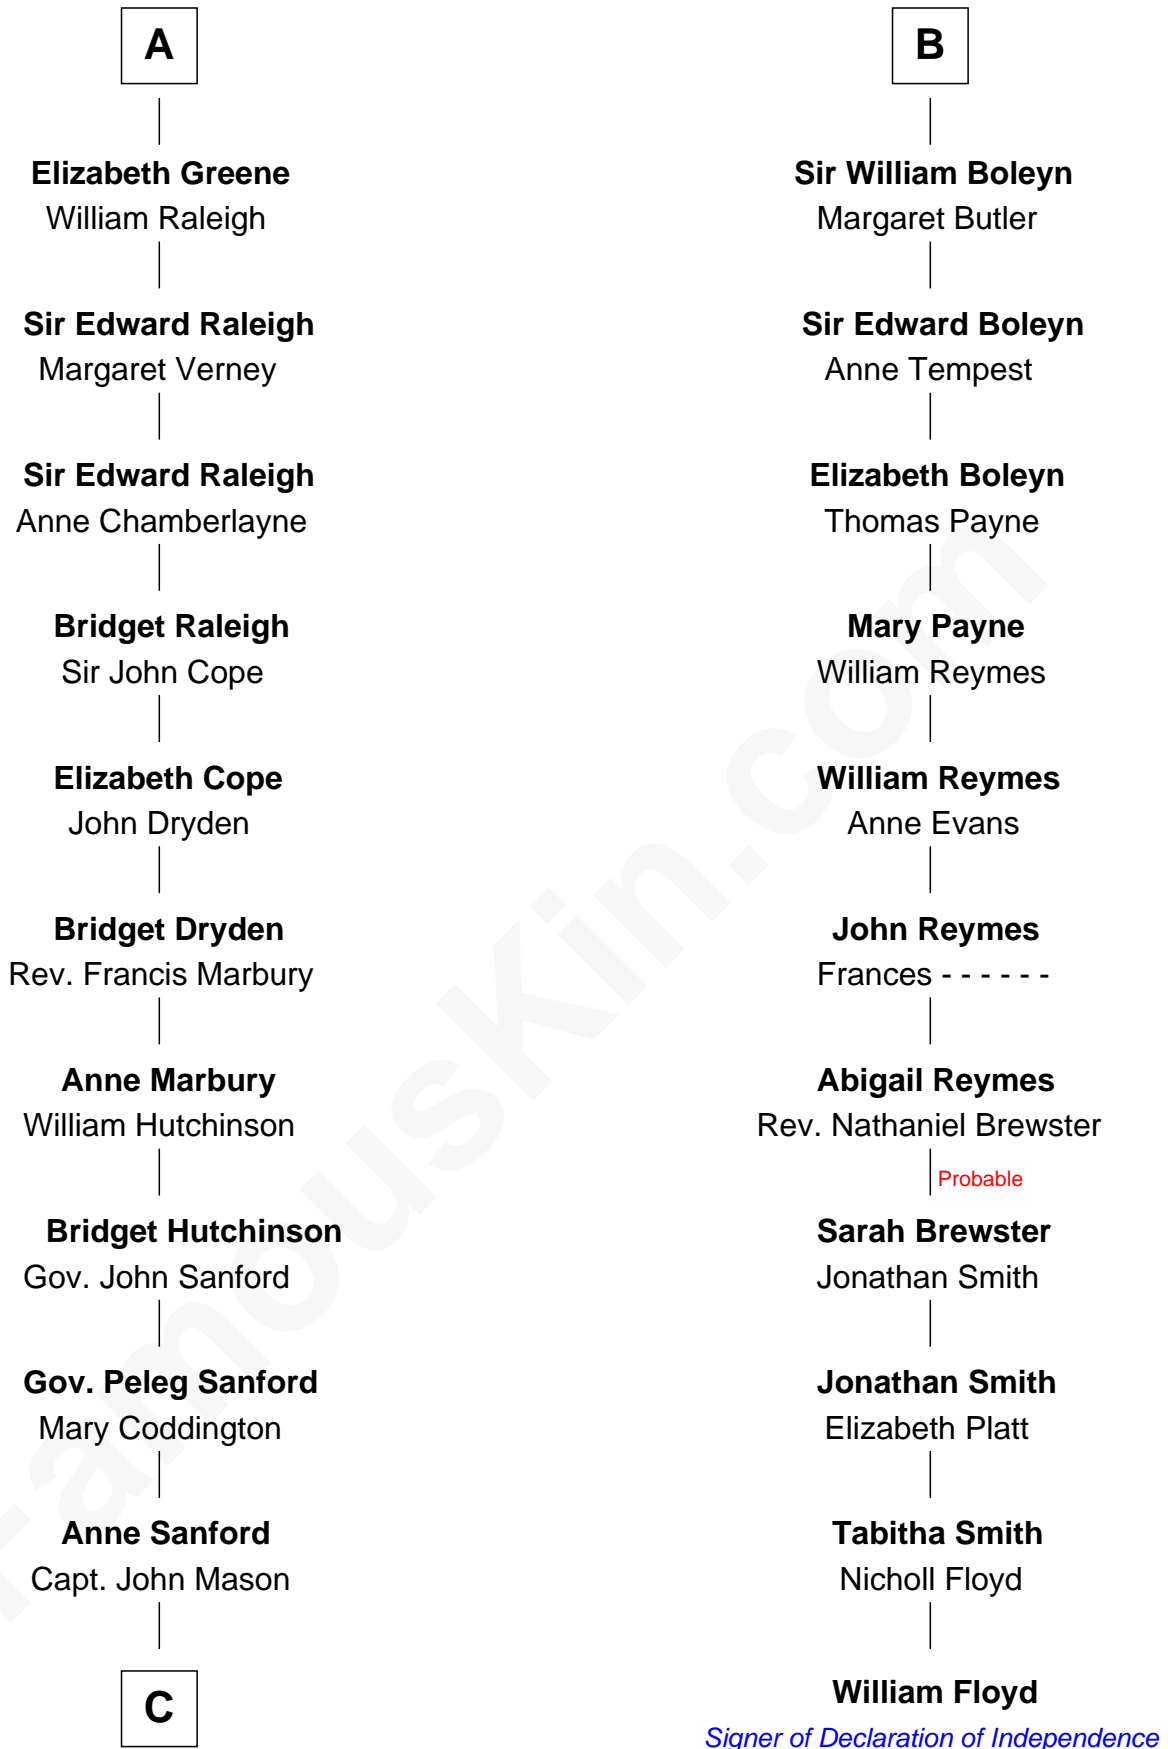 A
Elizabeth Greene
William Raleigh
Sir Edward Raleigh
Margaret Verney
Sir Edward Raleigh
Anne Chamberlayne
Bridget Raleigh
Sir John Cope
Elizabeth Cope
John Dryden
Bridget Dryden
Rev. Francis Marbury
Anne Marbury
William Hutchinson
Bridget Hutchinson
Gov. John Sanford
Gov. Peleg Sanford
Mary Coddington
Anne Sanford
Capt. John Mason
C
B
Sir William Boleyn
Margaret Butler
Sir Edward Boleyn
Anne Tempest
Elizabeth Boleyn
Thomas Payne
Mary Payne
William Reymes
William Reymes
Anne Evans
John Reymes
Frances - - - - - -
Abigail Reymes
Rev. Nathaniel Brewster
Probable
Sarah Brewster
Jonathan Smith
Jonathan Smith
Elizabeth Platt
Tabitha Smith
Nicholl Floyd
William Floyd
Signer of Declaration of Independence
FamousKin.com